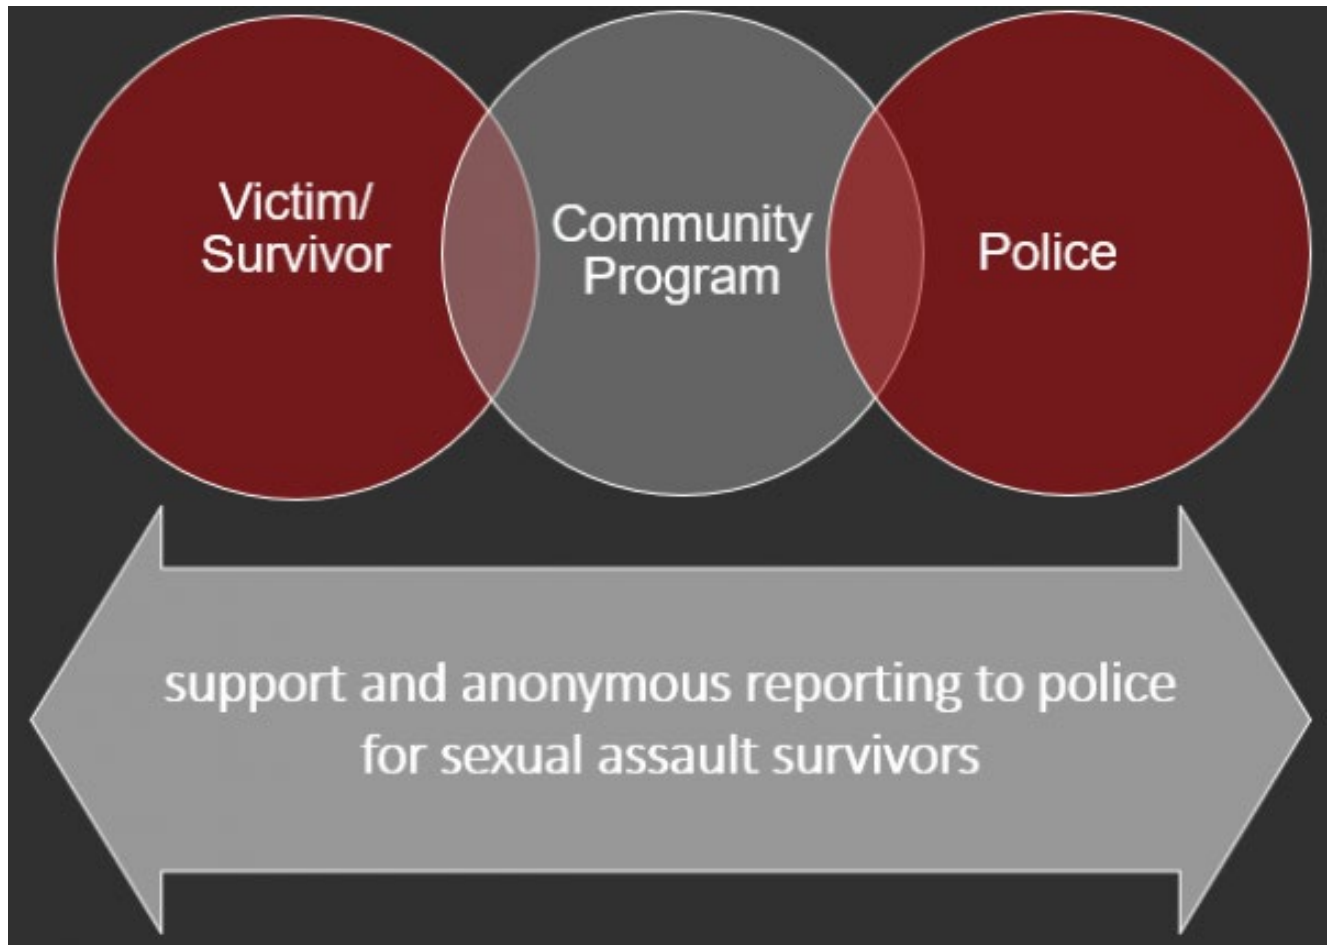 Victim/
Survivor
Community
Program
Police
support and anonymous reporting to police
for sexual assault survivors